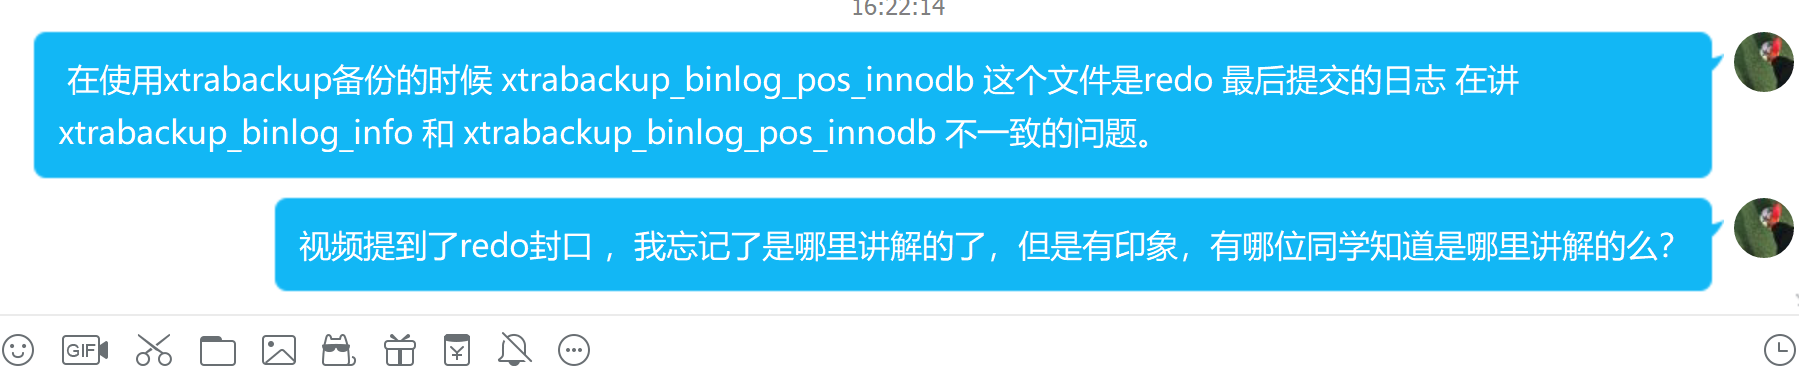 16:22:14
在使用xtrabackup备份的时候 xtrabackup_binlog_pos_innodb 这个文件是redo 最后提交的日志 在讲
xtrabackup_binlog_info 和 xtrabackup_binlog_pos_innodb 不一致的问题。
视频提到了redo封口 ，我忘记了是哪里讲解的了，但是有印象，有哪位同学知道是哪里讲解的么？
GIF